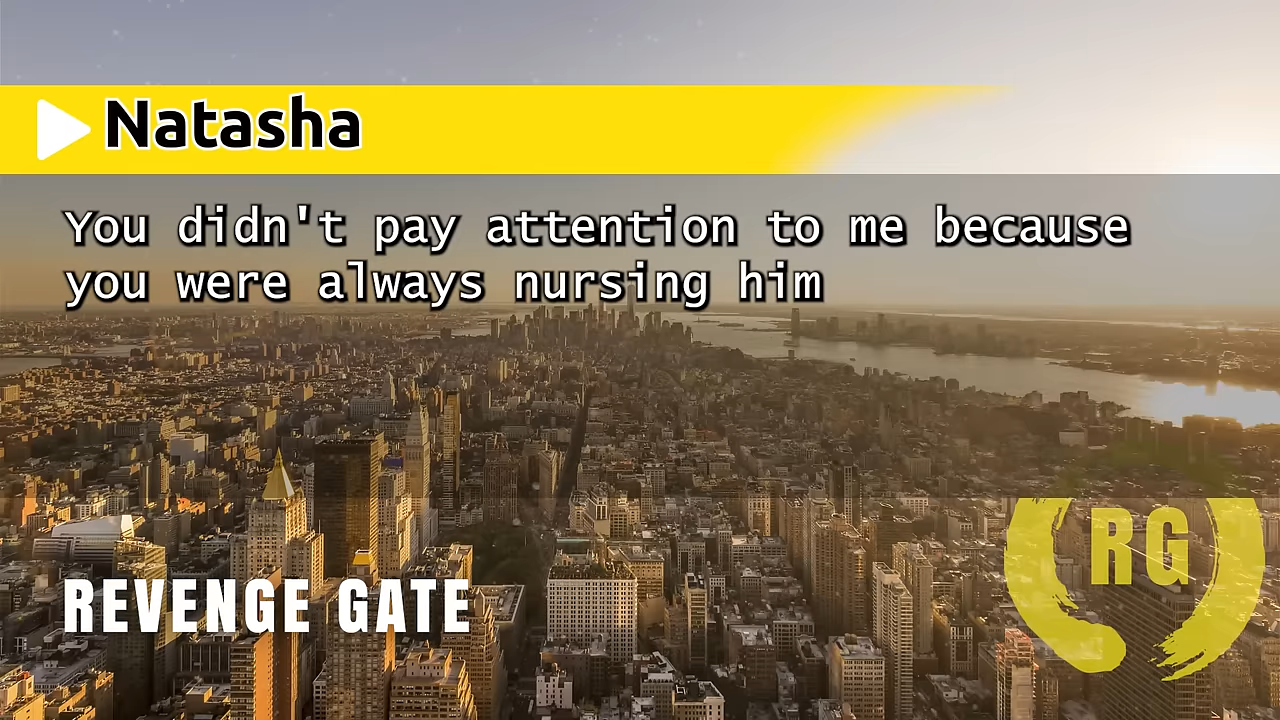 Natasha
You didn't pay attention to me because
you were always nursing him
REVENGE GATE
RG